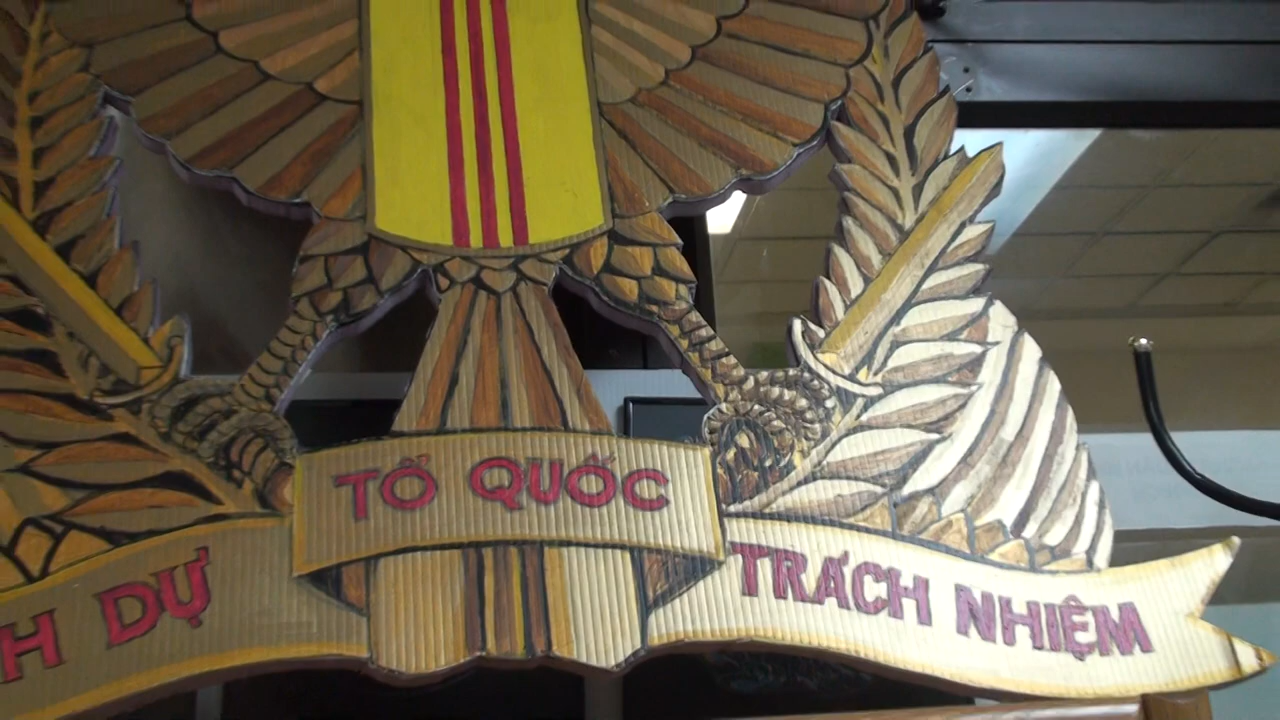 H DỰ
TỔ QUỐC
TRÁCH NHIỆM